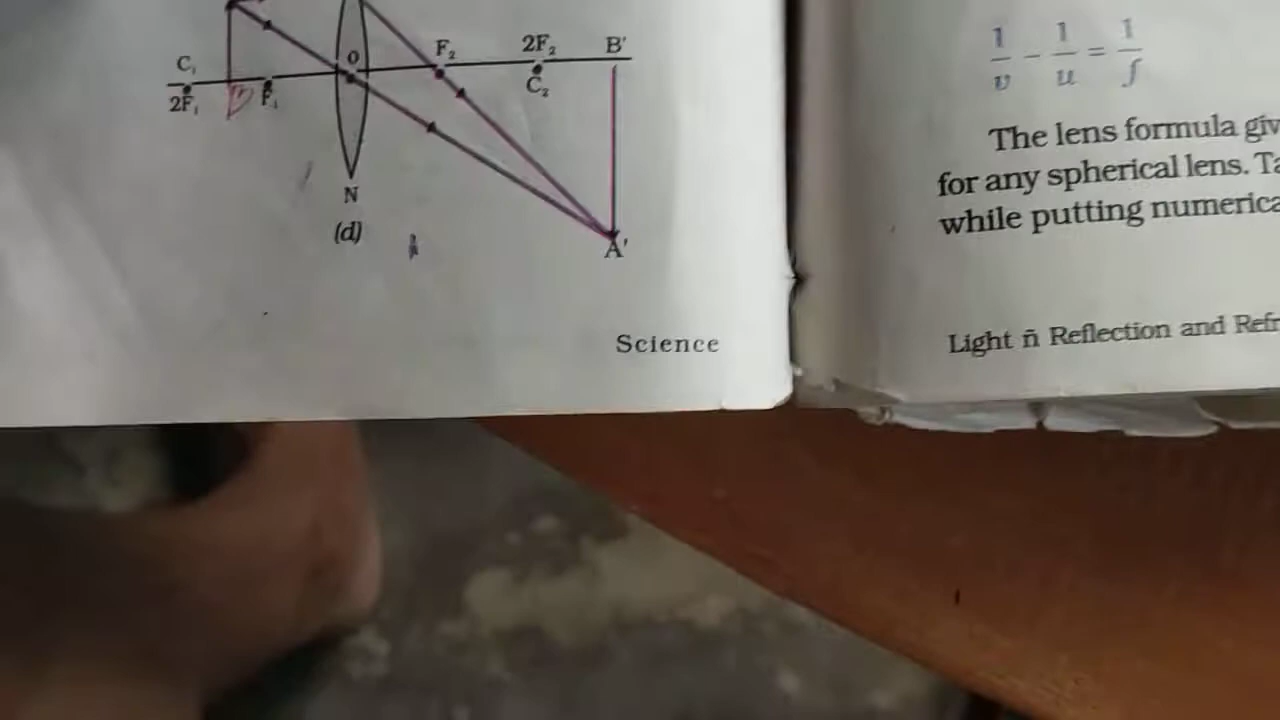 C₁
2F₁
F₁
O
F₂
2F₂
C₂
B'
A'
N
(d)
Science
1/v - 1/u = 1/f
The lens formula giv
for any spherical lens. Ta
while putting numerica
Light ñ Reflection and Refr